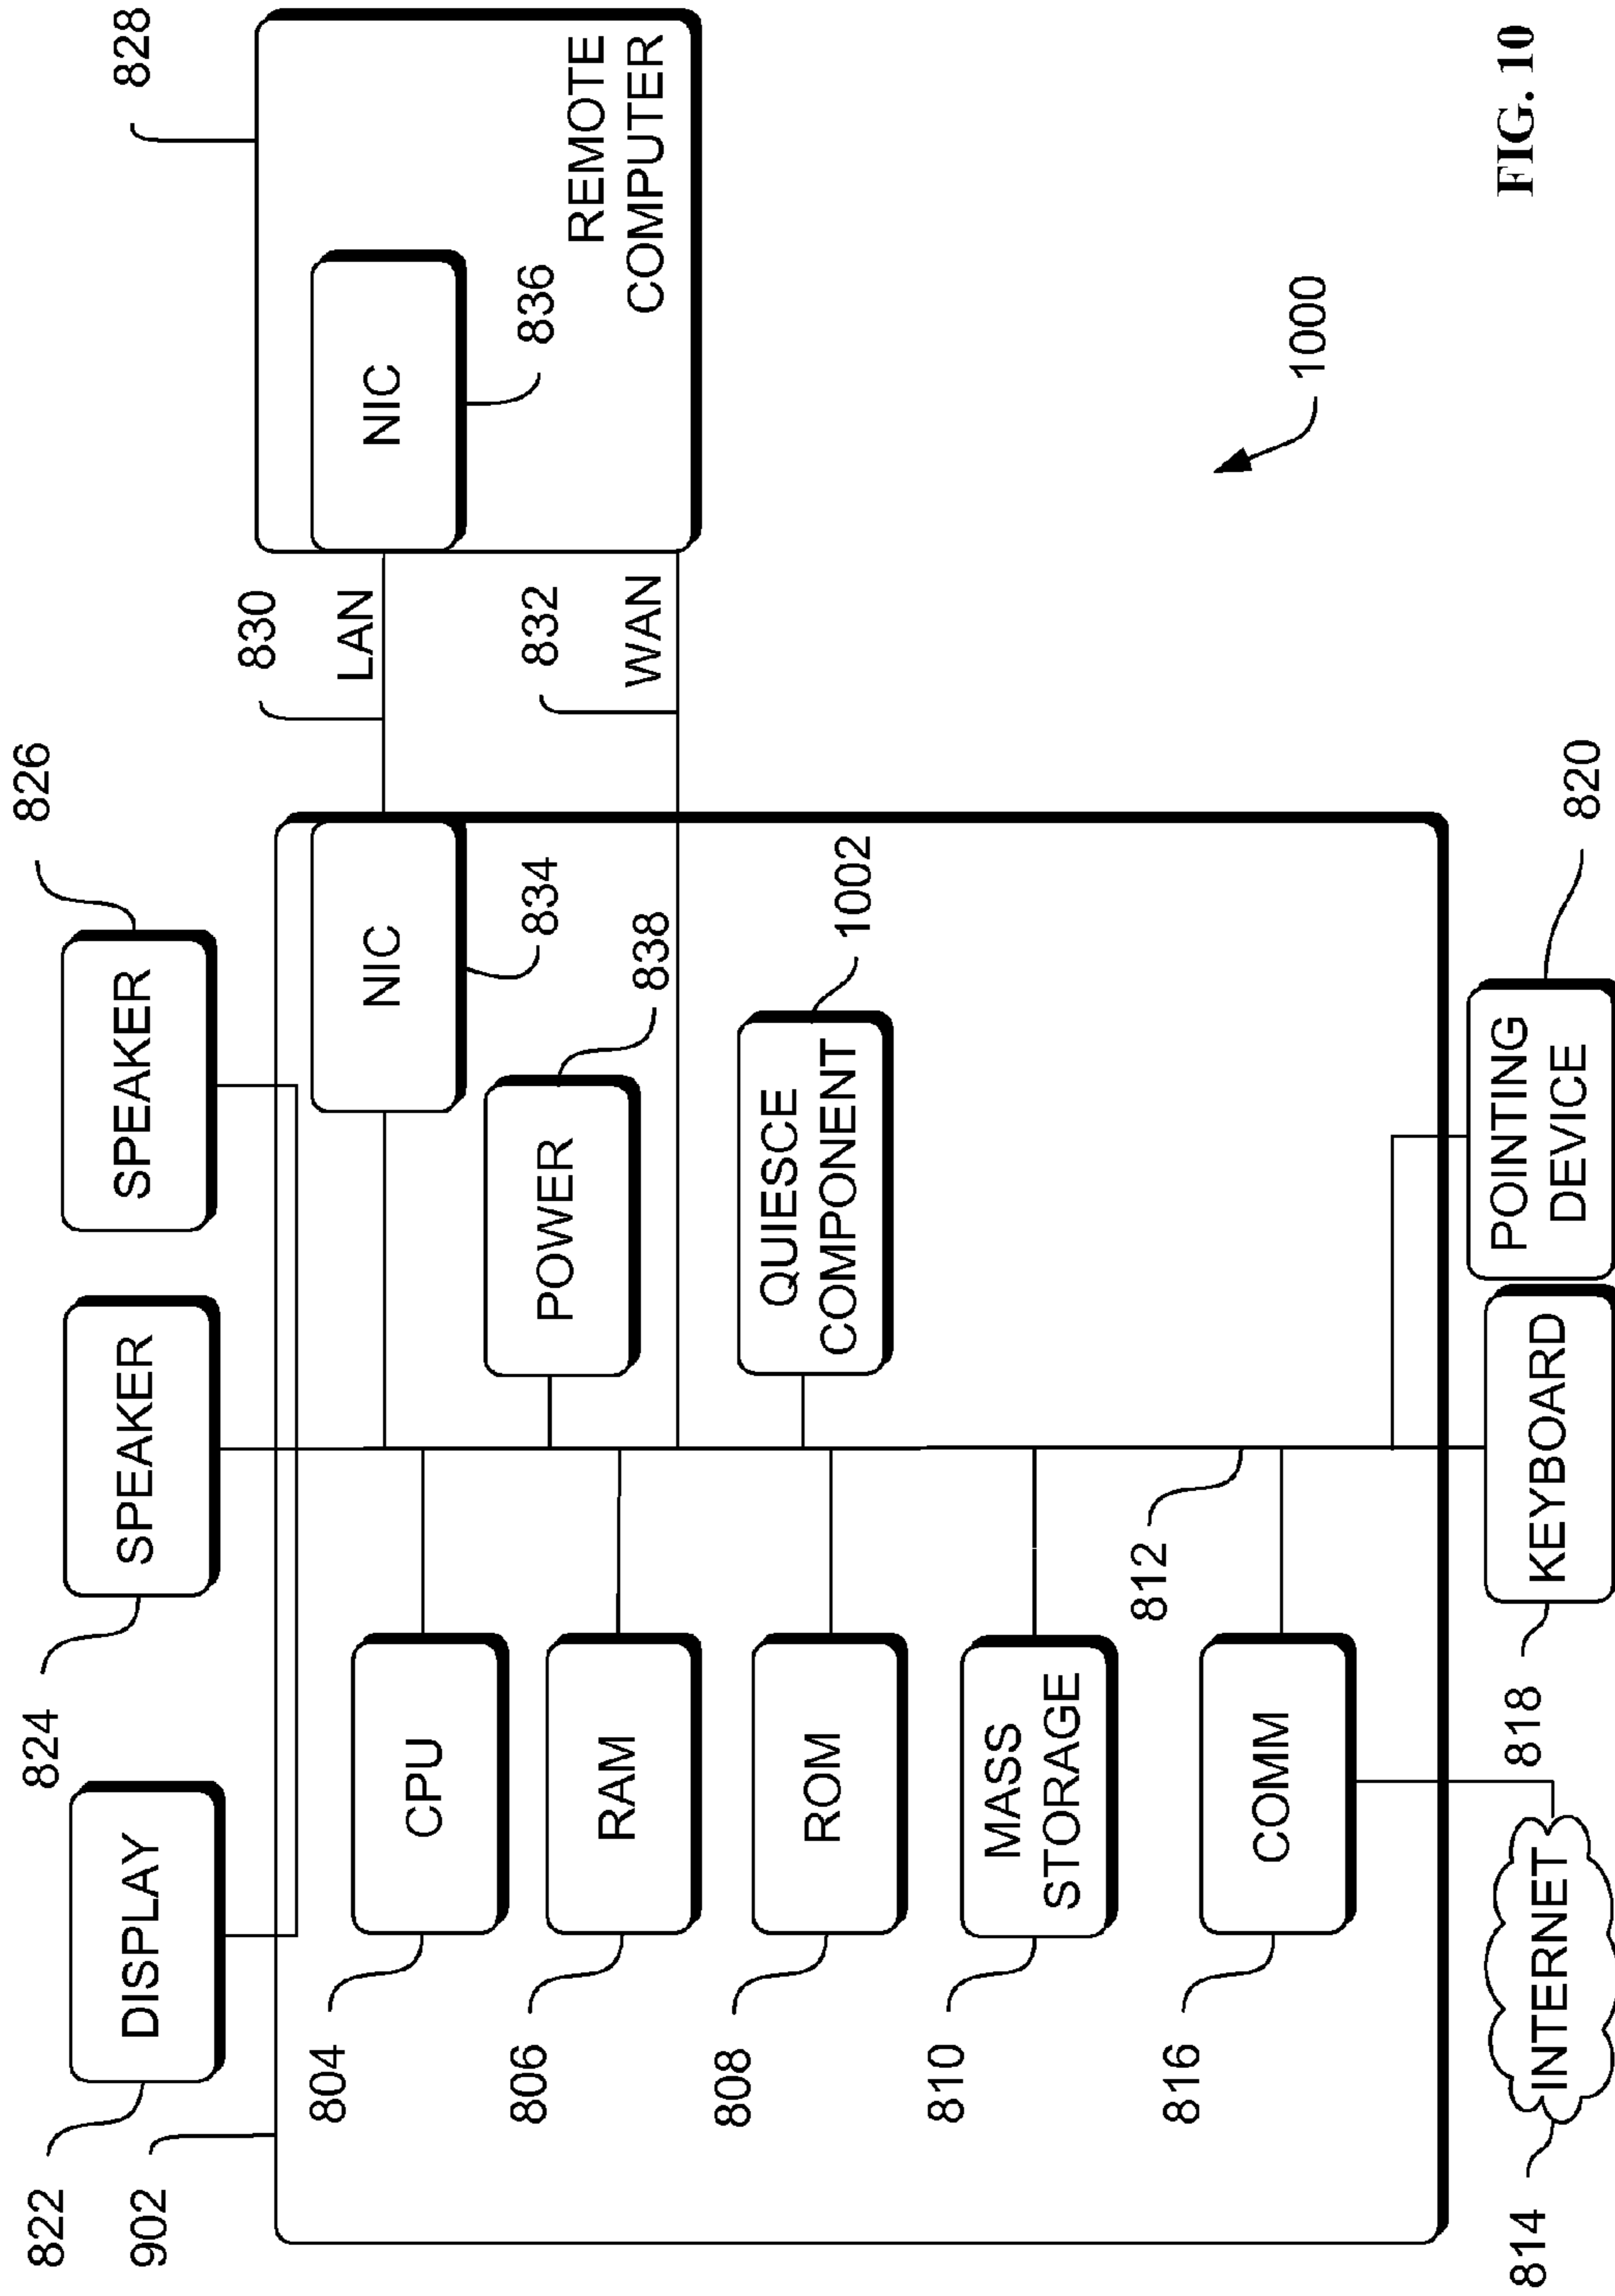 822
DISPLAY
824
SPEAKER
SPEAKER
826
828
902
804
CPU
806
RAM
808
ROM
810
MASS
STORAGE
816
COMM
812
NIC
834
POWER
838
QUIESCE
COMPONENT
1002
830
LAN
832
WAN
NIC
836
REMOTE
COMPUTER
814
INTERNET
818
KEYBOARD
POINTING
DEVICE
820
1000
FIG. 10